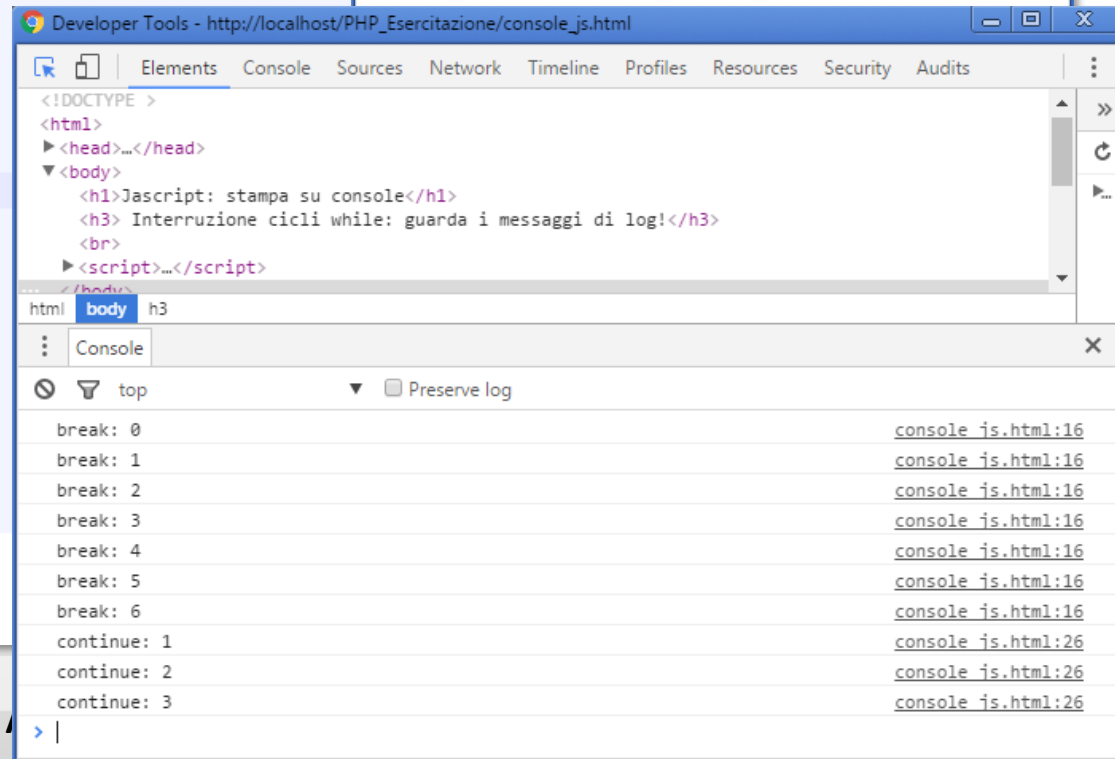 Developer Tools - http://localhost/PHP_Esercitazione/console_js.html
Elements Console Sources Network Timeline Profiles Resources Security Audits
<!DOCTYPE >
<html>
<head>…</head>
<body>
<h1>Jascript: stampa su console</h1>
<h3> Interruzione cicli while: guarda i messaggi di log!</h3>
<br>
<script>…</script>
</body>
html body h3
Console
top Preserve log
break: 0 console_js.html:16
break: 1 console_js.html:16
break: 2 console_js.html:16
break: 3 console_js.html:16
break: 4 console_js.html:16
break: 5 console_js.html:16
break: 6 console_js.html:16
continue: 1 console_js.html:26
continue: 2 console_js.html:26
continue: 3 console_js.html:26